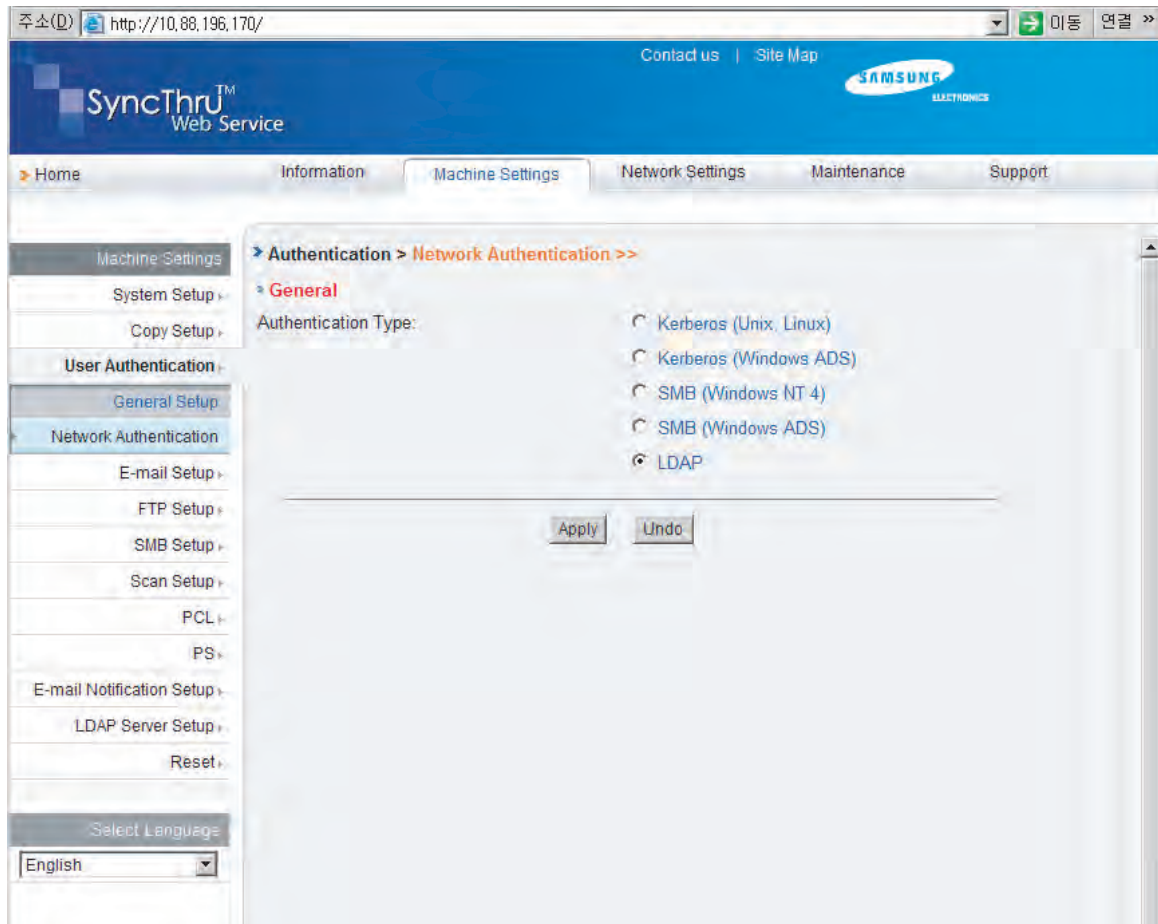 주소(D) http://10,88,196,170/ 이동 연결 »
Contact us | Site Map
SAMSUNG
ELECTRONICS
SyncThru™
Web Service
Home Information Machine Settings Network Settings Maintenance Support
Machine Settings
System Setup
Copy Setup
User Authentication
General Setup
Network Authentication
E-mail Setup
FTP Setup
SMB Setup
Scan Setup
PCL
PS
E-mail Notification Setup
LDAP Server Setup
Reset
Select Language
English
Authentication > Network Authentication >>
General
Authentication Type:
Kerberos (Unix, Linux)
Kerberos (Windows ADS)
SMB (Windows NT 4)
SMB (Windows ADS)
LDAP
Apply Undo